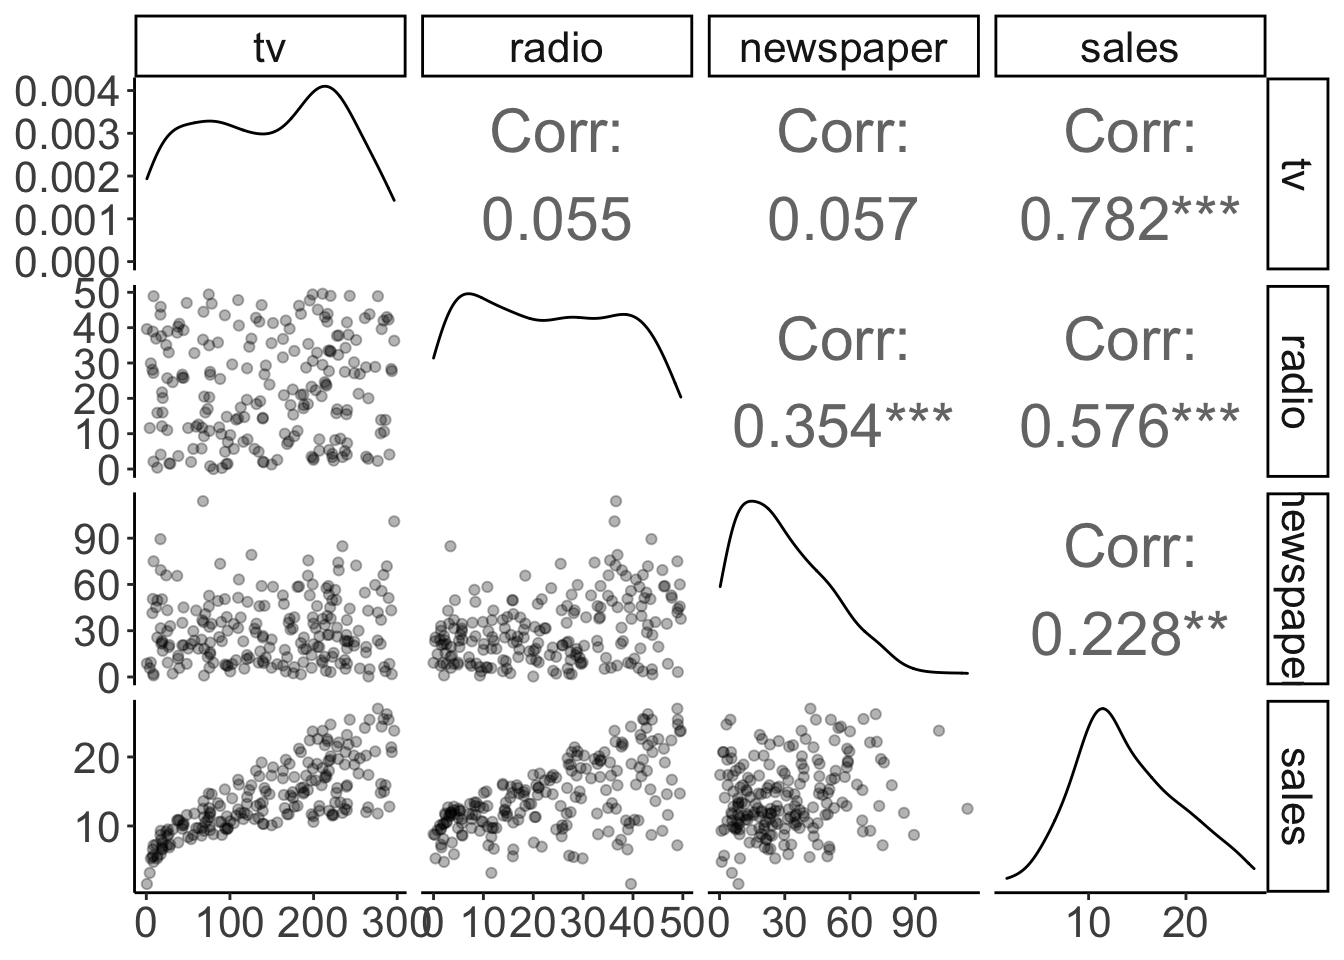 tv radio newspaper sales
0.004
0.003
0.002
0.001
0.000
Corr:
0.055
Corr:
0.057
Corr:
0.782***
tv
50
40
30
20
10
0
Corr:
0.354***
Corr:
0.576***
radio
90
60
30
0
Corr:
0.228**
newspaper
20
10
sales
0 100 200 300
0 10 20 30 40 50
0 30 60 90
10 20